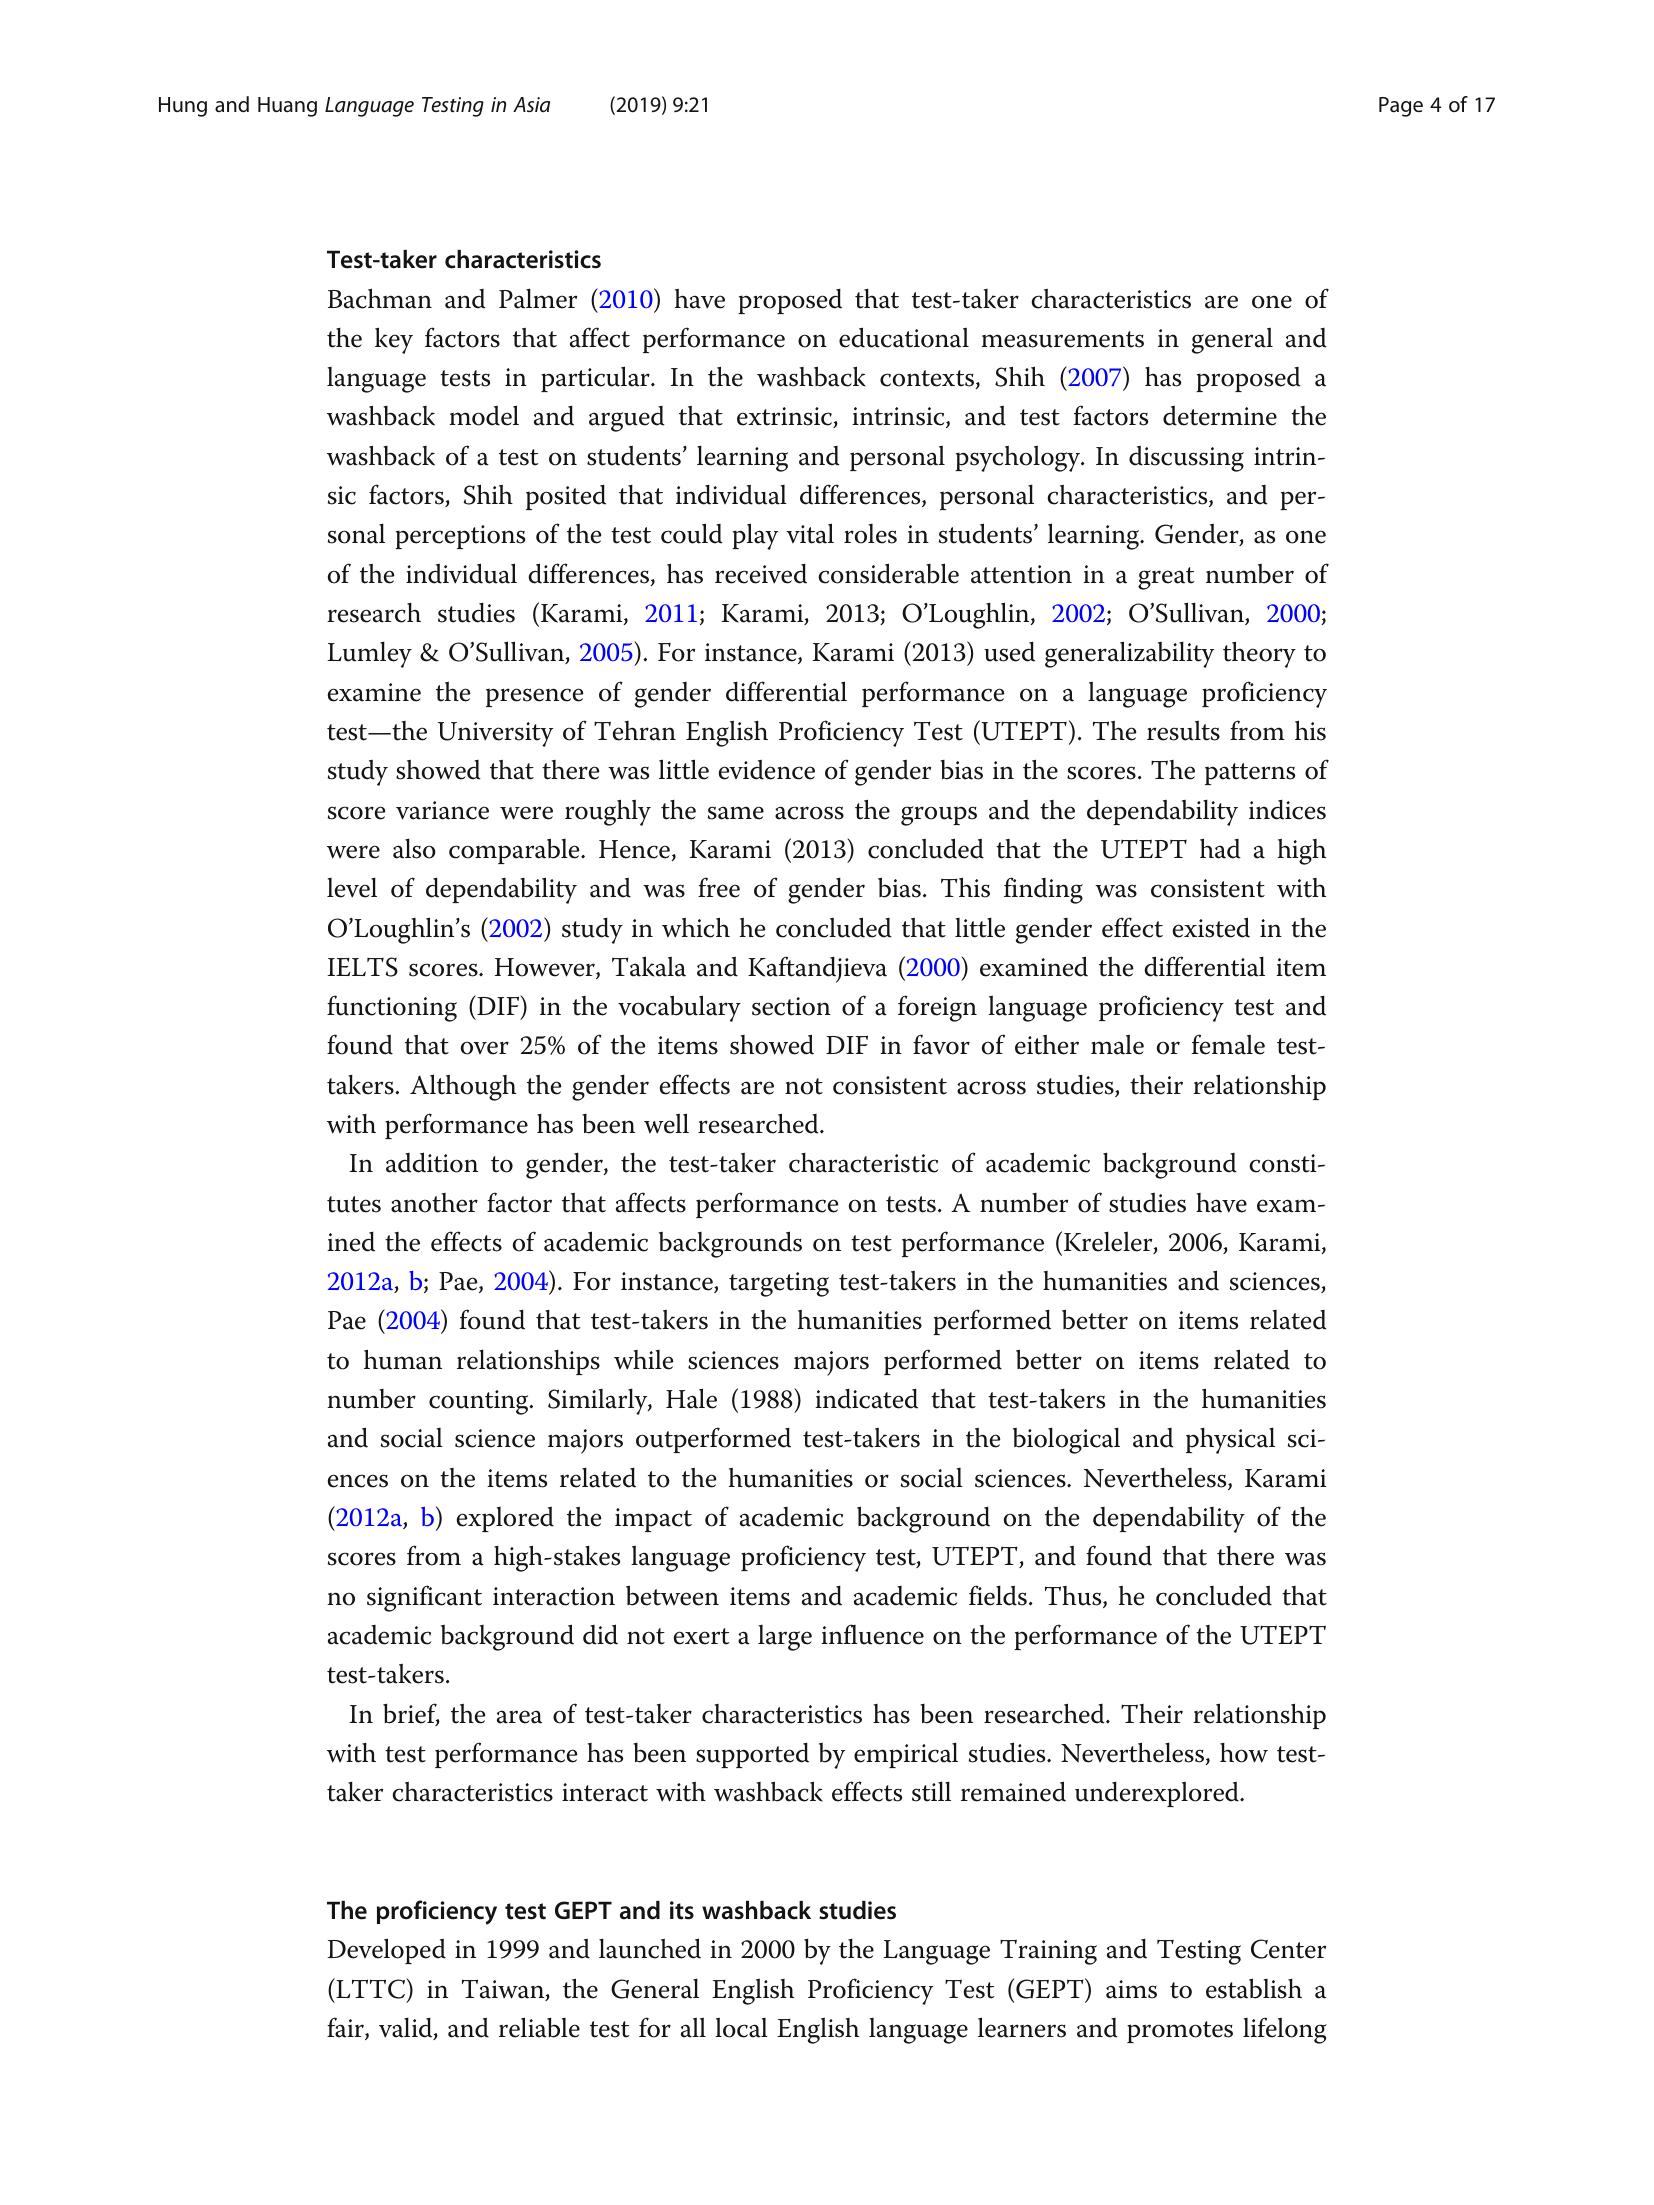 Hung and Huang Language Testing in Asia (2019) 9:21 Page 4 of 17
Test-taker characteristics
Bachman and Palmer (2010) have proposed that test-taker characteristics are one of
the key factors that affect performance on educational measurements in general and
language tests in particular. In the washback contexts, Shih (2007) has proposed a
washback model and argued that extrinsic, intrinsic, and test factors determine the
washback of a test on students’ learning and personal psychology. In discussing intrin-
sic factors, Shih posited that individual differences, personal characteristics, and per-
sonal perceptions of the test could play vital roles in students’ learning. Gender, as one
of the individual differences, has received considerable attention in a great number of
research studies (Karami, 2011; Karami, 2013; O’Loughlin, 2002; O’Sullivan, 2000;
Lumley & O’Sullivan, 2005). For instance, Karami (2013) used generalizability theory to
examine the presence of gender differential performance on a language proficiency
test—the University of Tehran English Proficiency Test (UTEPT). The results from his
study showed that there was little evidence of gender bias in the scores. The patterns of
score variance were roughly the same across the groups and the dependability indices
were also comparable. Hence, Karami (2013) concluded that the UTEPT had a high
level of dependability and was free of gender bias. This finding was consistent with
O’Loughlin’s (2002) study in which he concluded that little gender effect existed in the
IELTS scores. However, Takala and Kaftandjieva (2000) examined the differential item
functioning (DIF) in the vocabulary section of a foreign language proficiency test and
found that over 25% of the items showed DIF in favor of either male or female test-
takers. Although the gender effects are not consistent across studies, their relationship
with performance has been well researched.
In addition to gender, the test-taker characteristic of academic background consti-
tutes another factor that affects performance on tests. A number of studies have exam-
ined the effects of academic backgrounds on test performance (Kreleler, 2006, Karami,
2012a, b; Pae, 2004). For instance, targeting test-takers in the humanities and sciences,
Pae (2004) found that test-takers in the humanities performed better on items related
to human relationships while sciences majors performed better on items related to
number counting. Similarly, Hale (1988) indicated that test-takers in the humanities
and social science majors outperformed test-takers in the biological and physical sci-
ences on the items related to the humanities or social sciences. Nevertheless, Karami
(2012a, b) explored the impact of academic background on the dependability of the
scores from a high-stakes language proficiency test, UTEPT, and found that there was
no significant interaction between items and academic fields. Thus, he concluded that
academic background did not exert a large influence on the performance of the UTEPT
test-takers.
In brief, the area of test-taker characteristics has been researched. Their relationship
with test performance has been supported by empirical studies. Nevertheless, how test-
taker characteristics interact with washback effects still remained underexplored.
The proficiency test GEPT and its washback studies
Developed in 1999 and launched in 2000 by the Language Training and Testing Center
(LTTC) in Taiwan, the General English Proficiency Test (GEPT) aims to establish a
fair, valid, and reliable test for all local English language learners and promotes lifelong